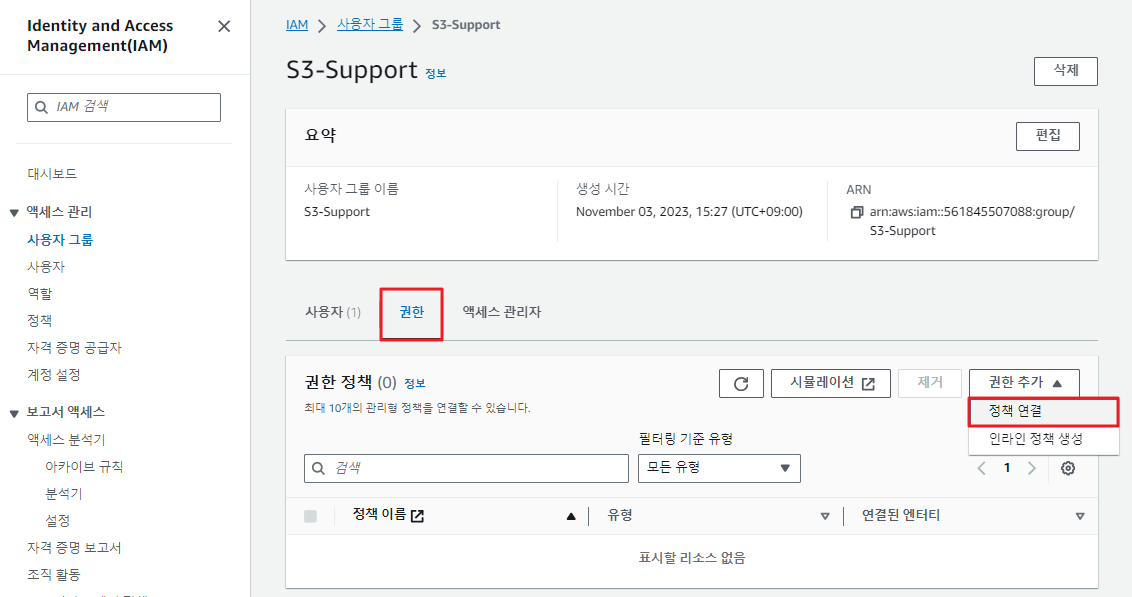 Identity and Access
Management(IAM)
IAM 검색
대시보드
액세스 관리
사용자 그룹
사용자
역할
정책
자격 증명 공급자
계정 설정
보고서 액세스
액세스 분석기
아카이브 규칙
분석기
설정
자격 증명 보고서
조직 활동
IAM 사용자 그룹 S3-Support
S3-Support 정보
삭제
요약
편집
사용자 그룹 이름
S3-Support
생성 시간
November 03, 2023, 15:27 (UTC+09:00)
ARN
arn:aws:iam::561845507088:group/
S3-Support
사용자 (1) 권한 액세스 관리자
권한 정책 (0) 정보
최대 10개의 관리형 정책을 연결할 수 있습니다.
시뮬레이션 제거 권한 추가
정책 연결
인라인 정책 생성
필터링 기준 유형
검색 모든 유형 1
정책 이름 유형 연결된 엔터티
표시할 리소스 없음